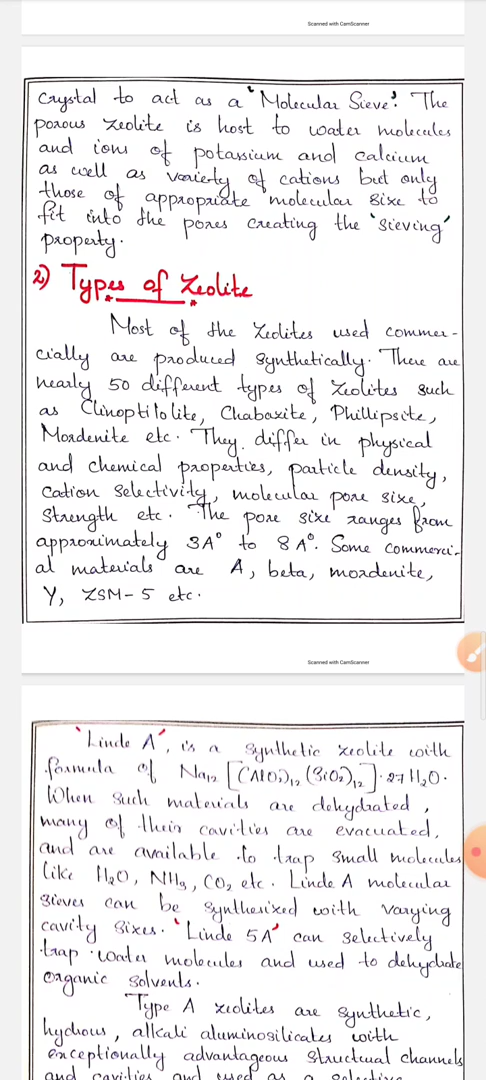 Scanned with CamScanner
crystal to act as a 'Molecular Sieve'. The
porous zeolite is host to water molecules
and ions of potassium and calcium
as well as variety of cations but only
those of appropriate molecular size to
fit into the pores creating the 'sieving'
property.
2) Types of Zeolite
Most of the Zeolites used commer-
cially are produced synthetically. There are
nearly 50 different types of Zeolites such
as Clinoptilolite, Chabazite, Phillipsite,
Mordenite etc. They differ in physical
and chemical properties, particle density,
Cation selectivity, molecular pore size,
Strength etc. The pore size ranges from
approximately 3A° to 8A°. Some commerci-
al materials are A, beta, mordenite,
Y, ZSM-5 etc.
Scanned with CamScanner
'Linde A', is a synthetic zeolite with
formula of Na₁₂ [(AlO₂)₁₂ (SiO₂)₁₂]·27 H₂O.
When such materials are dehydrated,
many of their cavities are evacuated,
and are available to trap small molecules
like H₂O, NH₃, CO₂ etc. Linde A molecular
sieves can be synthesized with varying
cavity sizes. 'Linde 5A' can selectively
trap water molecules and used to dehydrate
organic solvents.
Type A zeolites are synthetic,
hydrous, alkali aluminosilicates with
exceptionally advantageous structural channels
and cavities and used as a selective